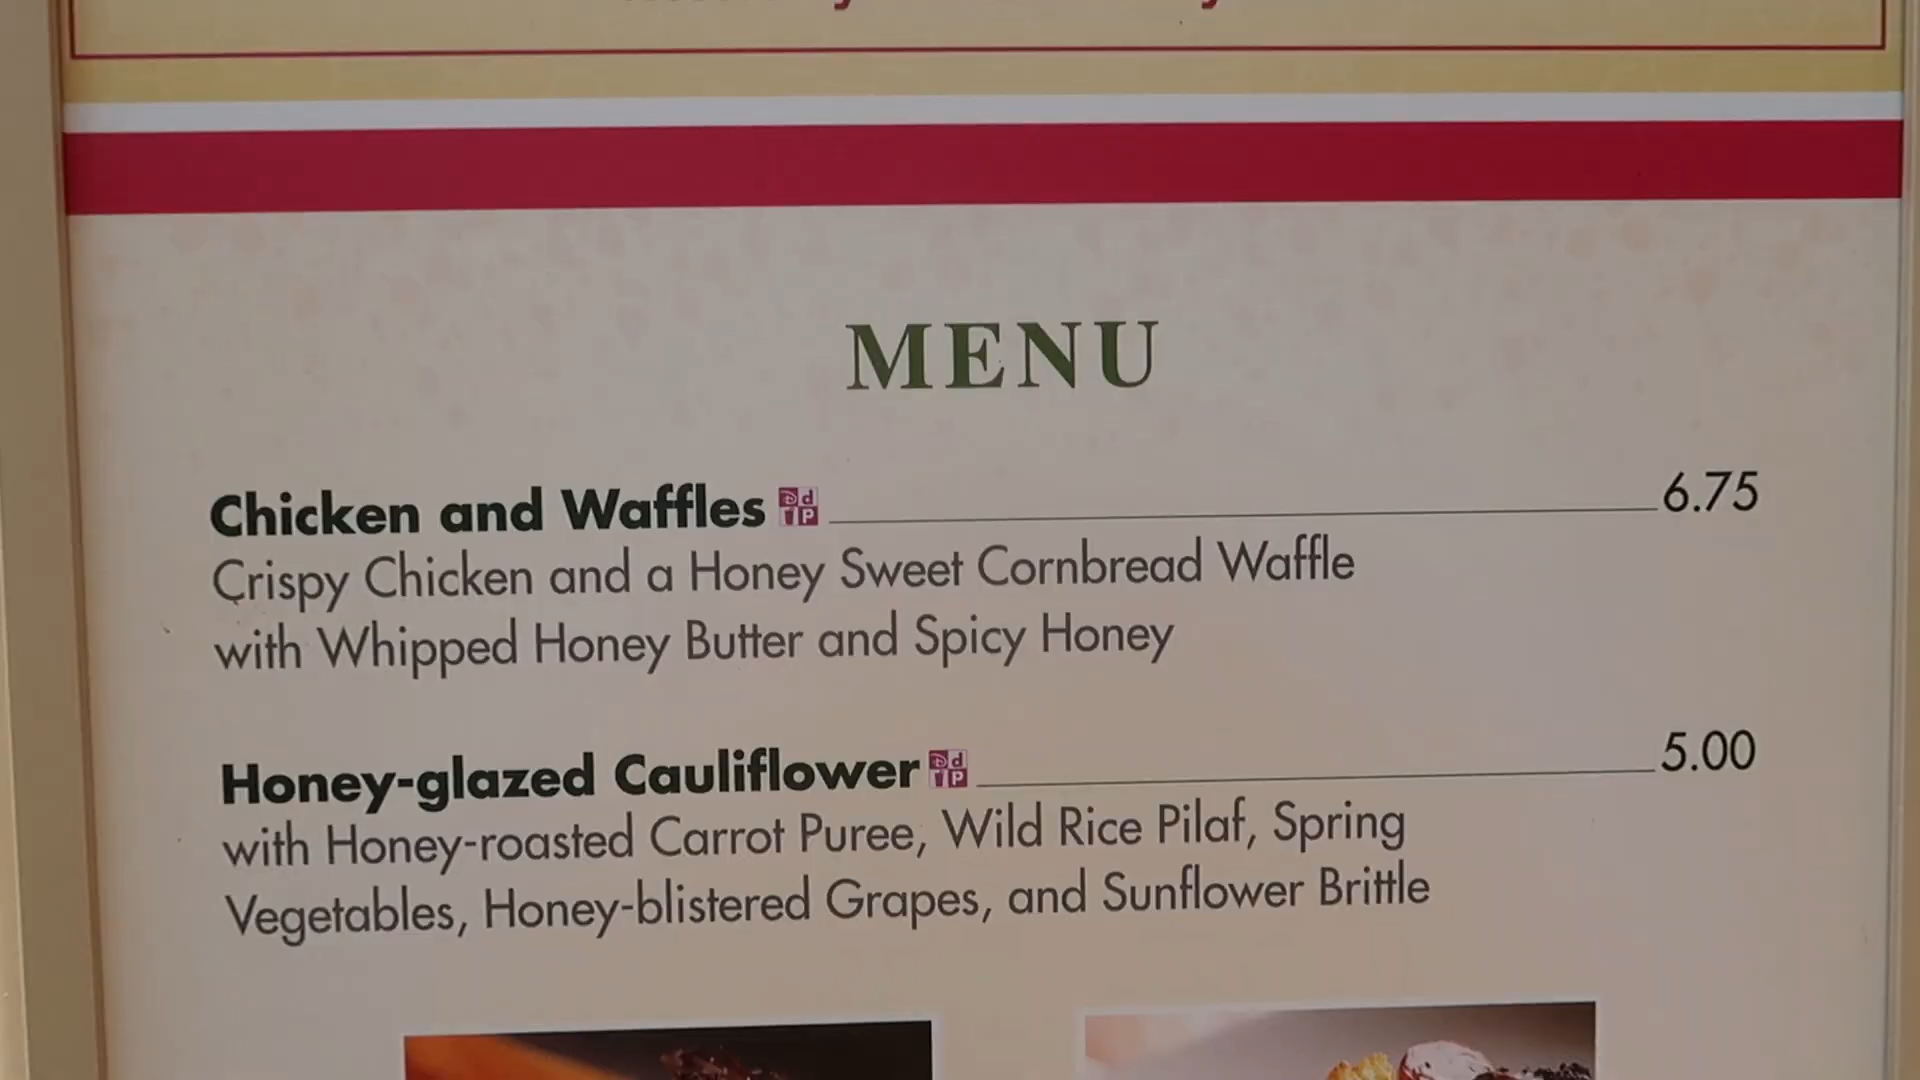 MENU
Chicken and Waffles DdIP 6.75
Crispy Chicken and a Honey Sweet Cornbread Waffle
with Whipped Honey Butter and Spicy Honey
Honey-glazed Cauliflower DdIP 5.00
with Honey-roasted Carrot Puree, Wild Rice Pilaf, Spring
Vegetables, Honey-blistered Grapes, and Sunflower Brittle